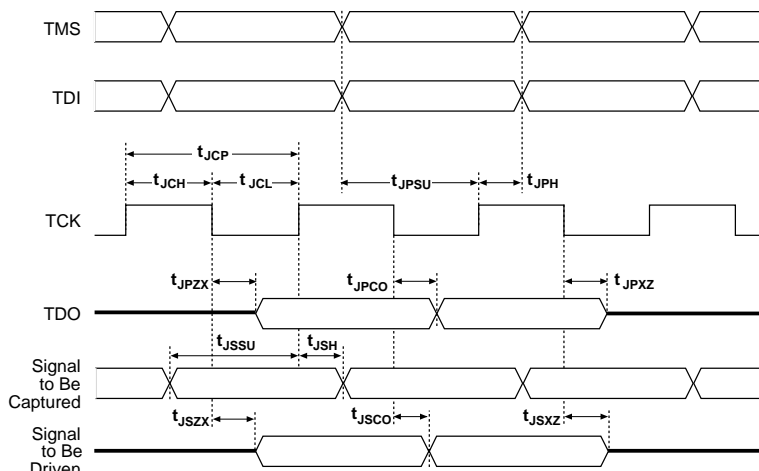 TMS
TDI
tJCP
tJCH
tJCL
tJPSU
tJPH
TCK
tJPZX
tJPCO
tJPXZ
TDO
tJSSU
tJSH
Signal
to Be
Captured
tJSZX
tJSCO
tJSXZ
Signal
to Be
Driven